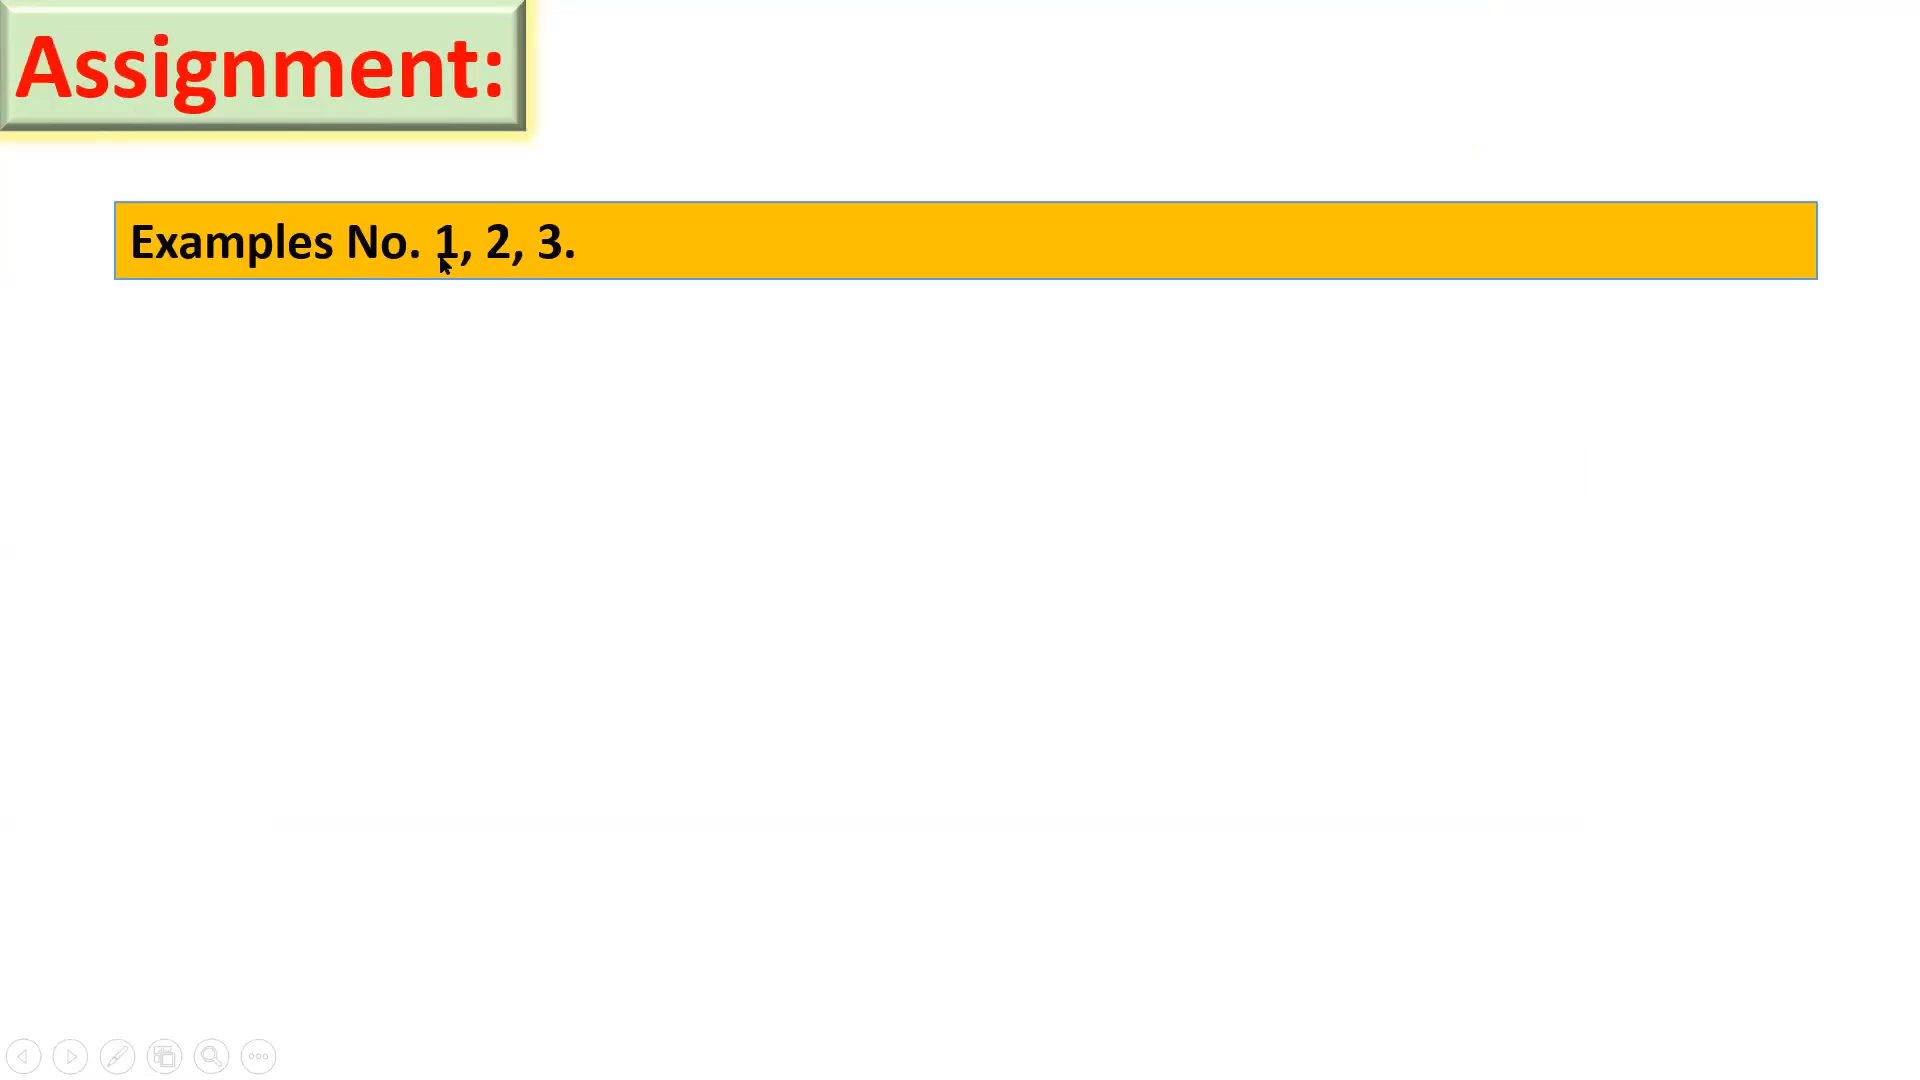 Assignment:
Examples No. 1, 2, 3.